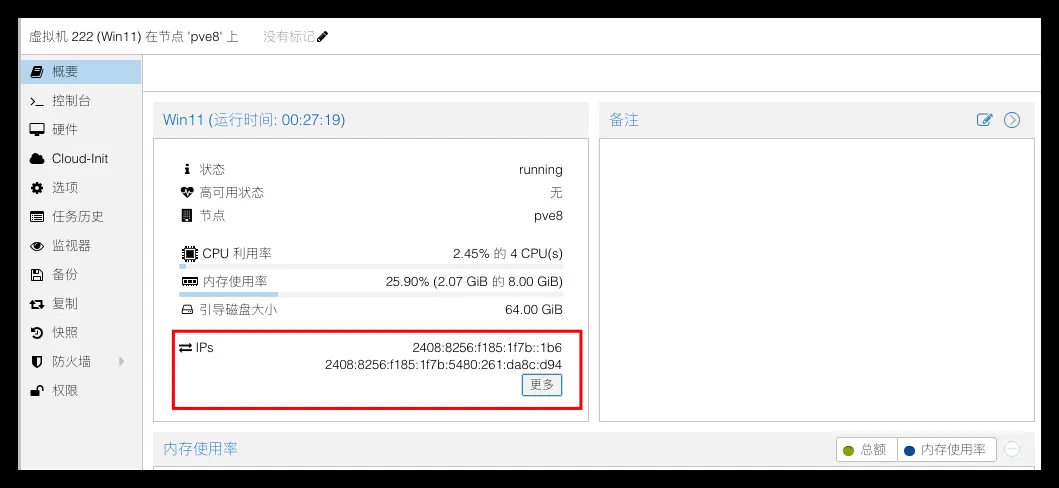 虚拟机 222 (Win11) 在节点 'pve8' 上 没有标记
概要
控制台
硬件
Cloud-Init
选项
任务历史
监视器
备份
复制
快照
防火墙
权限
Win11 (运行时间: 00:27:19)
状态 running
高可用状态 无
节点 pve8
CPU 利用率 2.45% 的 4 CPU(s)
内存使用率 25.90% (2.07 GiB 的 8.00 GiB)
引导磁盘大小 64.00 GiB
IPs 2408:8256:f185:1f7b::1b6
2408:8256:f185:1f7b:5480:261:da8c:d94
更多
备注
内存使用率
总额 内存使用率